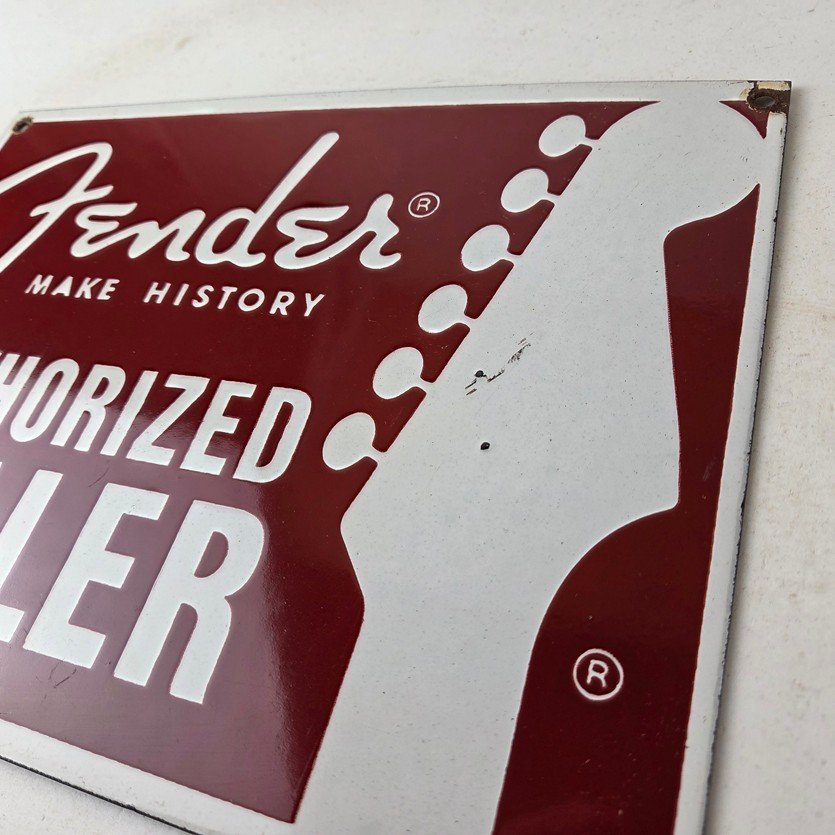 Fender®
MAKE HISTORY
HORIZED
LER
®